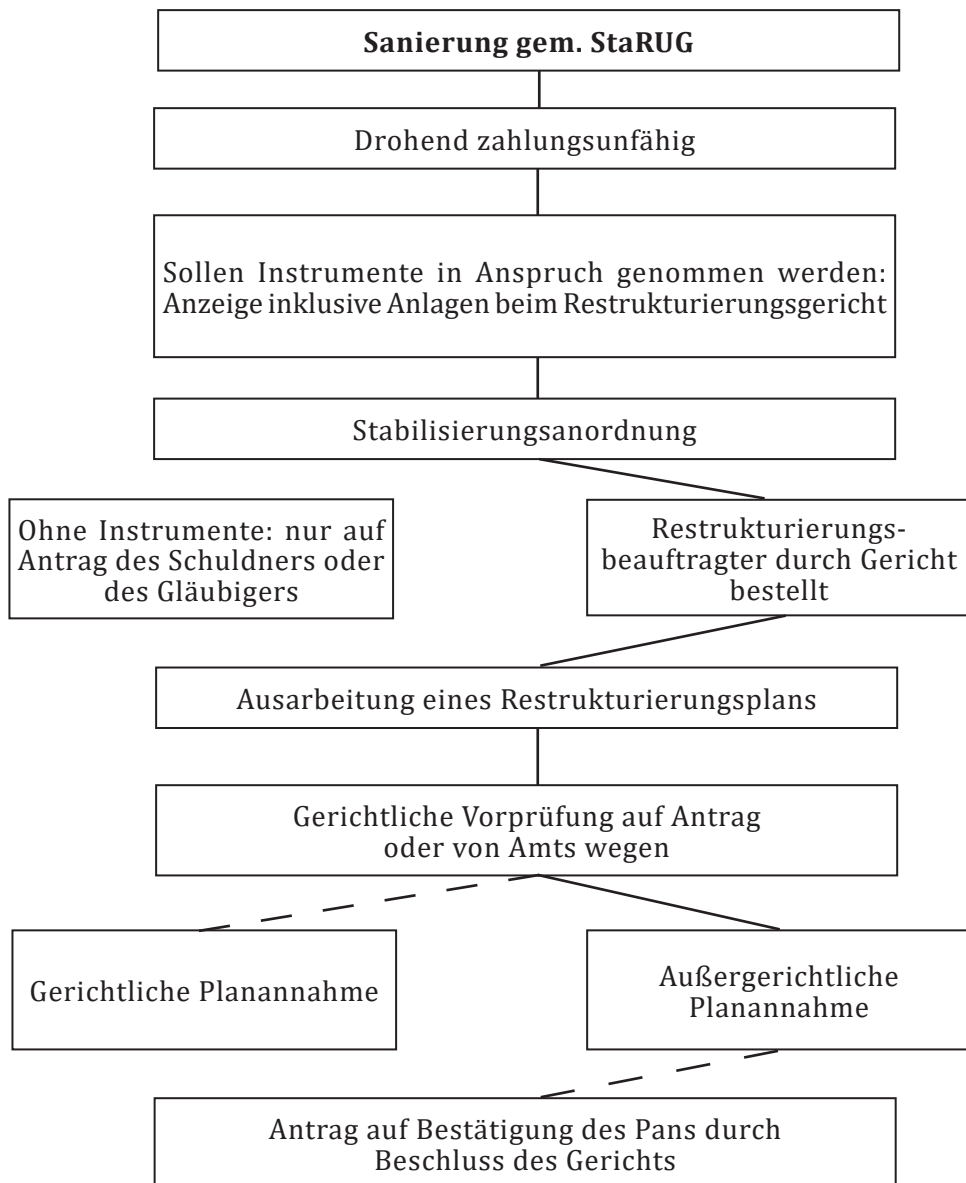 Sanierung gem. StaRUG
Drohend zahlungsunfähig
Sollen Instrumente in Anspruch genommen werden:
Anzeige inklusive Anlagen beim Restrukturierungsgericht
Stabilisierungsanordnung
Ohne Instrumente: nur auf
Antrag des Schuldners oder
des Gläubigers
Restrukturierungs-
beauftragter durch Gericht
bestellt
Ausarbeitung eines Restrukturierungsplans
Gerichtliche Vorprüfung auf Antrag
oder von Amts wegen
Gerichtliche Planannahme
Außergerichtliche
Planannahme
Antrag auf Bestätigung des Pans durch
Beschluss des Gerichts